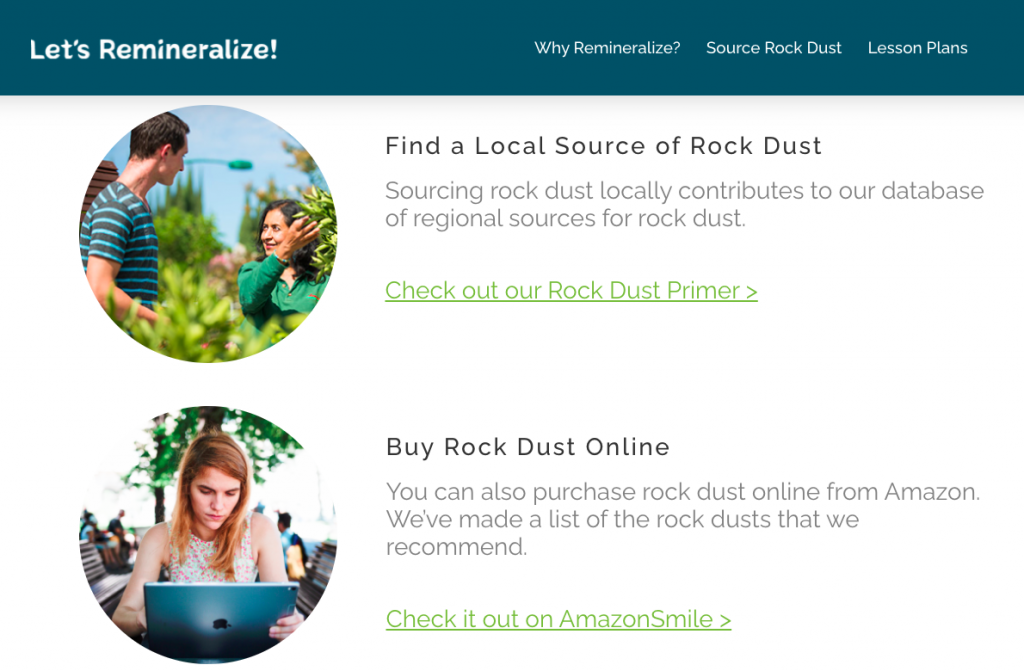 Let's Remineralize!
Why Remineralize? Source Rock Dust Lesson Plans
Find a Local Source of Rock Dust
Sourcing rock dust locally contributes to our database
of regional sources for rock dust.
Check out our Rock Dust Primer >
Buy Rock Dust Online
You can also purchase rock dust online from Amazon.
We've made a list of the rock dusts that we
recommend.
Check it out on AmazonSmile >